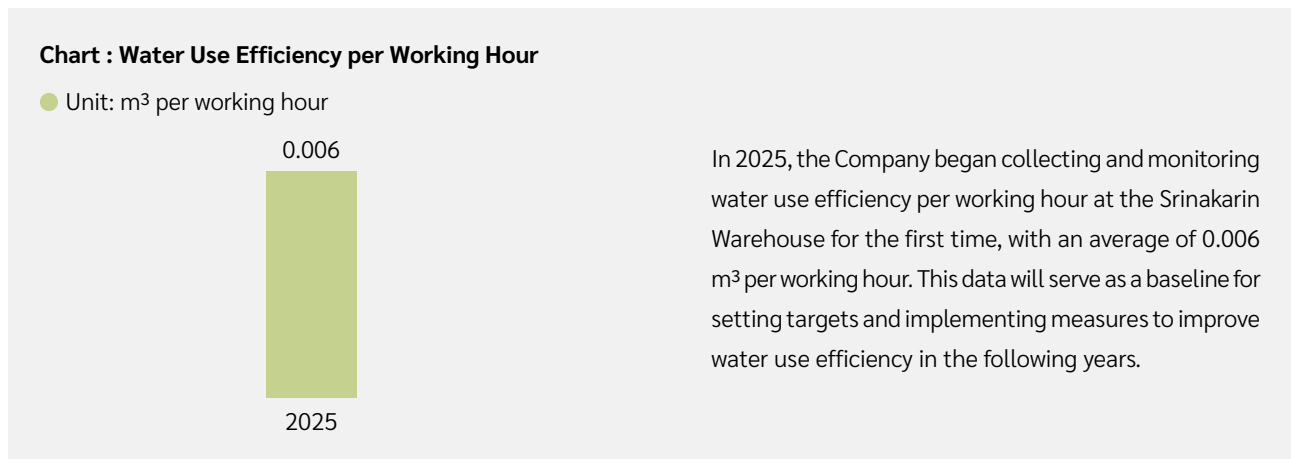 Chart : Water Use Efficiency per Working Hour
Unit: m³ per working hour
0.006
2025
In 2025, the Company began collecting and monitoring
water use efficiency per working hour at the Srinakarin
Warehouse for the first time, with an average of 0.006
m³ per working hour. This data will serve as a baseline for
setting targets and implementing measures to improve
water use efficiency in the following years.